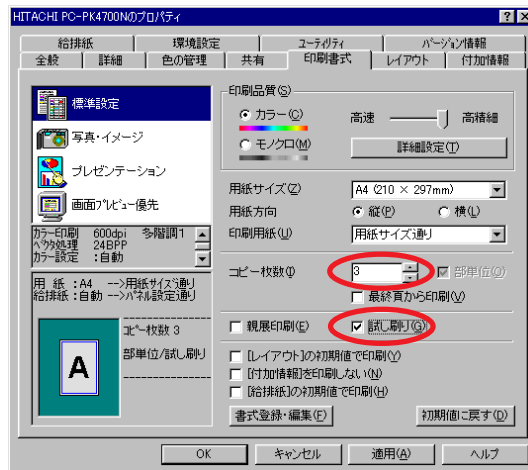 HITACHI PC-PK4700Nのプロパティ
給排紙 環境設定 ユーティリティ バージョン情報
全般 詳細 色の管理 共有 印刷書式 レイアウト 付加情報
標準設定
写真・イメージ
プレゼンテーション
画面プレビュー優先
カラー印刷 600dpi 多階調1
ベクタ処理 24BPP
カラー設定 :自動
用 紙 :A4 -->用紙サイズ通り
給排紙:自動 -->パネル設定通り
コピー枚数 3
部単位/試し刷り
A
印刷品質(S)
カラー(C)
モノクロ(M)
高速 高精細
詳細設定(T)
用紙サイズ(Z) A4 (210 × 297mm)
用紙方向 縦(P) 横(L)
印刷用紙(U) 用紙サイズ通り
コピー枚数(I) 3 部単位(O)
最終頁から印刷(V)
親展印刷(E) 試し刷り(G)
[レイアウト]の初期値で印刷(Y)
[付加情報]を印刷しない(N)
[給排紙]の初期値で印刷(H)
書式登録・編集(F) 初期値に戻す(D)
OK キャンセル 適用(A) ヘルプ